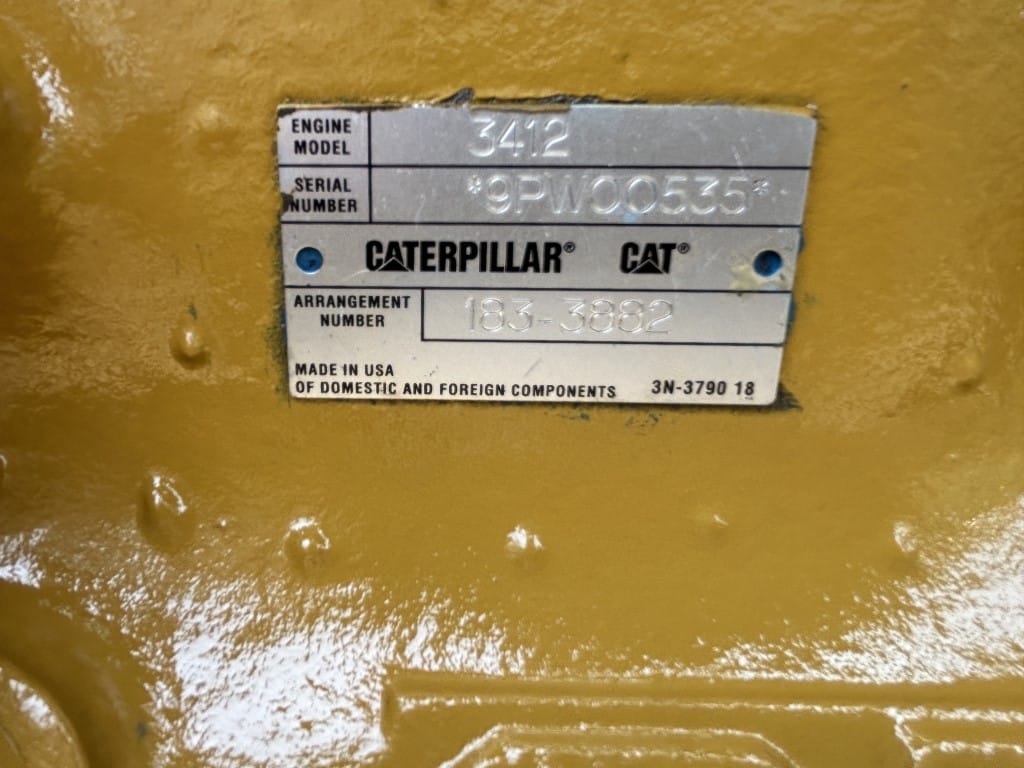 ENGINE MODEL 3412
SERIAL NUMBER *9PW00535*
CATERPILLAR® CAT®
ARRANGEMENT NUMBER 183-3882
MADE IN USA
OF DOMESTIC AND FOREIGN COMPONENTS 3N-3790 18